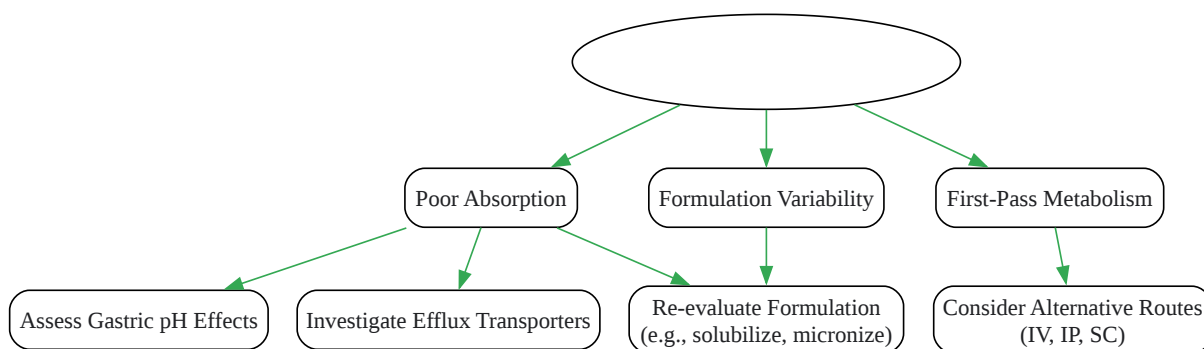 Poor Absorption
Formulation Variability
First-Pass Metabolism
Assess Gastric pH Effects
Investigate Efflux Transporters
Re-evaluate Formulation
(e.g., solubilize, micronize)
Consider Alternative Routes
(IV, IP, SC)